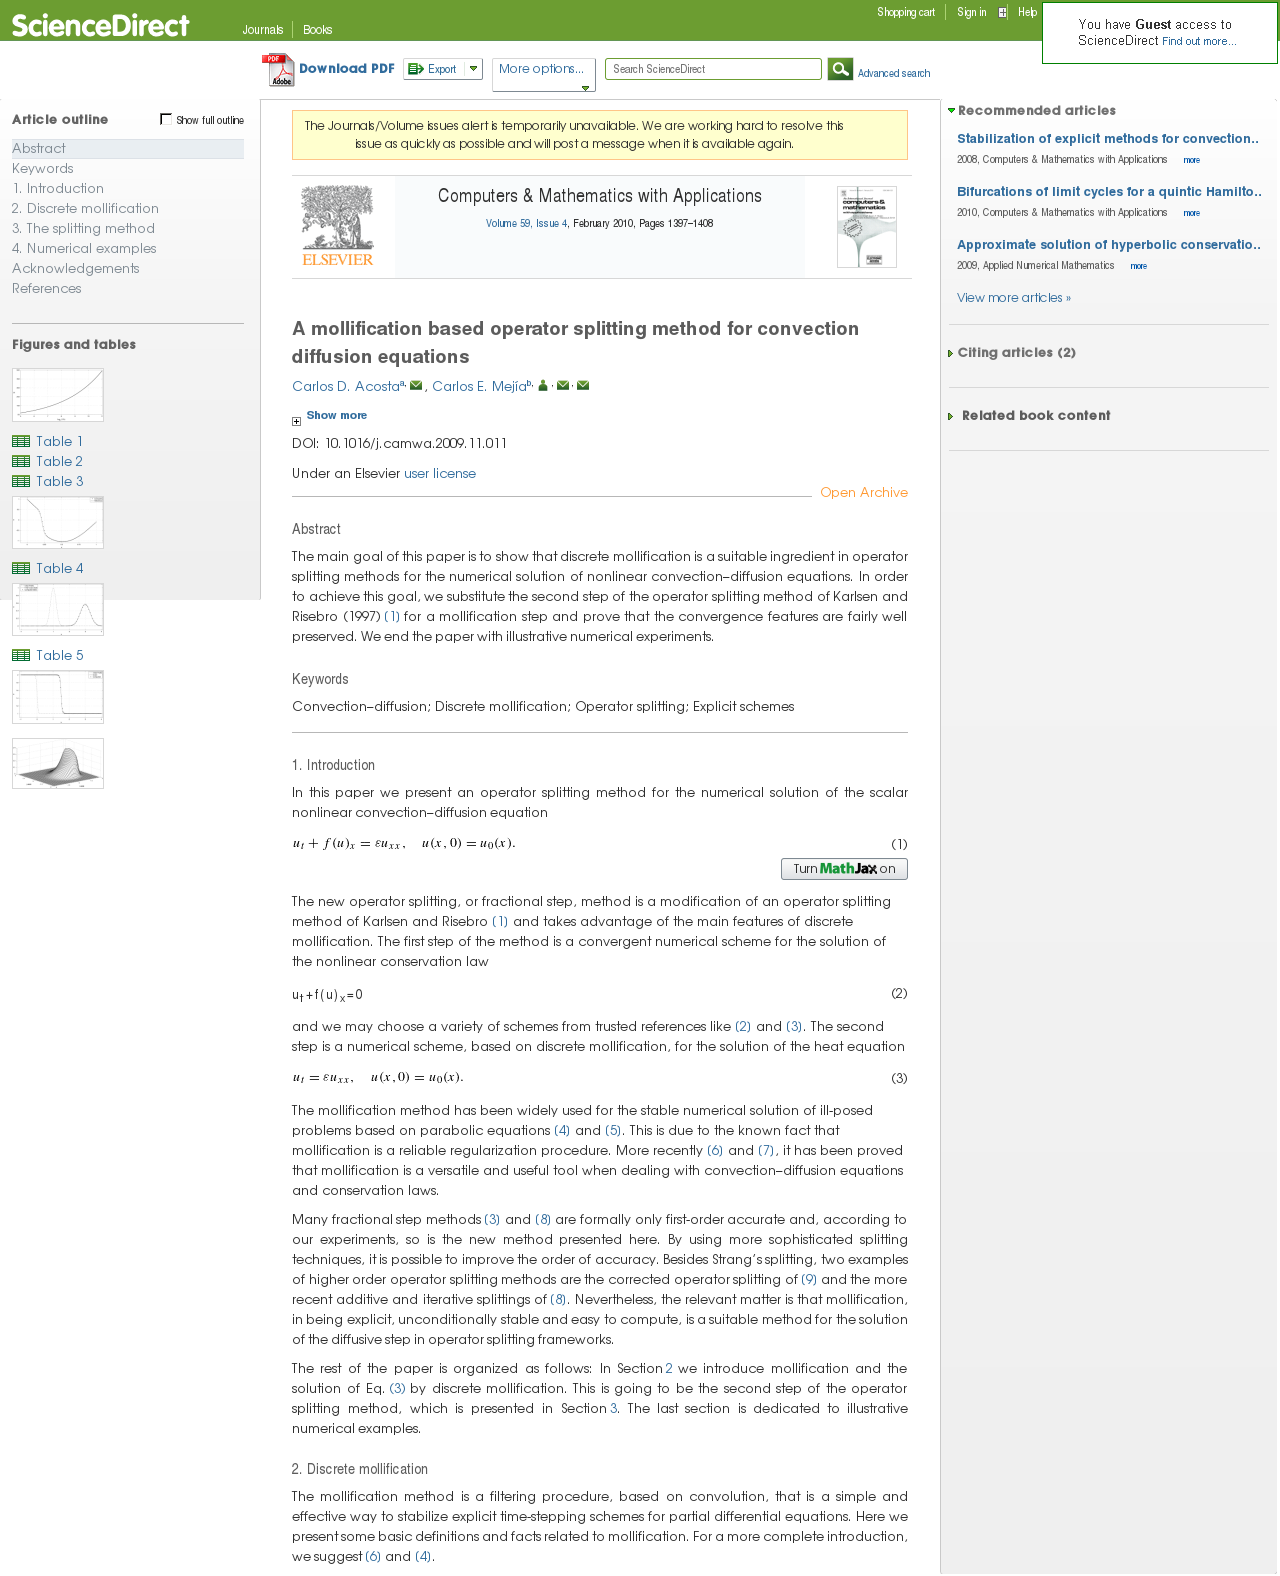 ScienceDirect
Journals
Books
Shopping cart
Sign in
Help
You have Guest access to
ScienceDirect Find out more...
Download PDF
Export
More options...
Search ScienceDirect
Advanced search
Article outline
Show full outline
Abstract
Keywords
1. Introduction
2. Discrete mollification
3. The splitting method
4. Numerical examples
Acknowledgements
References
Figures and tables
Table 1
Table 2
Table 3
Table 4
Table 5
The Journals/Volume issues alert is temporarily unavailable. We are working hard to resolve this
issue as quickly as possible and will post a message when it is available again.
ELSEVIER
Computers & Mathematics with Applications
Volume 59, Issue 4, February 2010, Pages 1397–1408
A mollification based operator splitting method for convection
diffusion equations
Carlos D. Acosta a, , Carlos E. Mejía b, , ,
Show more
DOI: 10.1016/j.camwa.2009.11.011
Under an Elsevier user license
Open Archive
Abstract
The main goal of this paper is to show that discrete mollification is a suitable ingredient in operator
splitting methods for the numerical solution of nonlinear convection–diffusion equations. In order
to achieve this goal, we substitute the second step of the operator splitting method of Karlsen and
Risebro (1997) [1] for a mollification step and prove that the convergence features are fairly well
preserved. We end the paper with illustrative numerical experiments.
Keywords
Convection–diffusion; Discrete mollification; Operator splitting; Explicit schemes
1. Introduction
In this paper we present an operator splitting method for the numerical solution of the scalar
nonlinear convection–diffusion equation
u_t + f(u)_x = εu_xx,   u(x, 0) = u_0(x).
(1)
Turn MathJax on
The new operator splitting, or fractional step, method is a modification of an operator splitting
method of Karlsen and Risebro [1] and takes advantage of the main features of discrete
mollification. The first step of the method is a convergent numerical scheme for the solution of
the nonlinear conservation law
u_t+f(u)_x=0
(2)
and we may choose a variety of schemes from trusted references like [2] and [3]. The second
step is a numerical scheme, based on discrete mollification, for the solution of the heat equation
u_t = εu_xx,   u(x, 0) = u_0(x).
(3)
The mollification method has been widely used for the stable numerical solution of ill-posed
problems based on parabolic equations [4] and [5]. This is due to the known fact that
mollification is a reliable regularization procedure. More recently [6] and [7], it has been proved
that mollification is a versatile and useful tool when dealing with convection–diffusion equations
and conservation laws.
Many fractional step methods [3] and [8] are formally only first-order accurate and, according to
our experiments, so is the new method presented here. By using more sophisticated splitting
techniques, it is possible to improve the order of accuracy. Besides Strang's splitting, two examples
of higher order operator splitting methods are the corrected operator splitting of [9] and the more
recent additive and iterative splittings of [8]. Nevertheless, the relevant matter is that mollification,
in being explicit, unconditionally stable and easy to compute, is a suitable method for the solution
of the diffusive step in operator splitting frameworks.
The rest of the paper is organized as follows: In Section 2 we introduce mollification and the
solution of Eq. (3) by discrete mollification. This is going to be the second step of the operator
splitting method, which is presented in Section 3. The last section is dedicated to illustrative
numerical examples.
2. Discrete mollification
The mollification method is a filtering procedure, based on convolution, that is a simple and
effective way to stabilize explicit time-stepping schemes for partial differential equations. Here we
present some basic definitions and facts related to mollification. For a more complete introduction,
we suggest [6] and [4].
Recommended articles
Stabilization of explicit methods for convection..
2008, Computers & Mathematics with Applications more
Bifurcations of limit cycles for a quintic Hamilto..
2010, Computers & Mathematics with Applications more
Approximate solution of hyperbolic conservatio..
2009, Applied Numerical Mathematics more
View more articles »
Citing articles (2)
Related book content